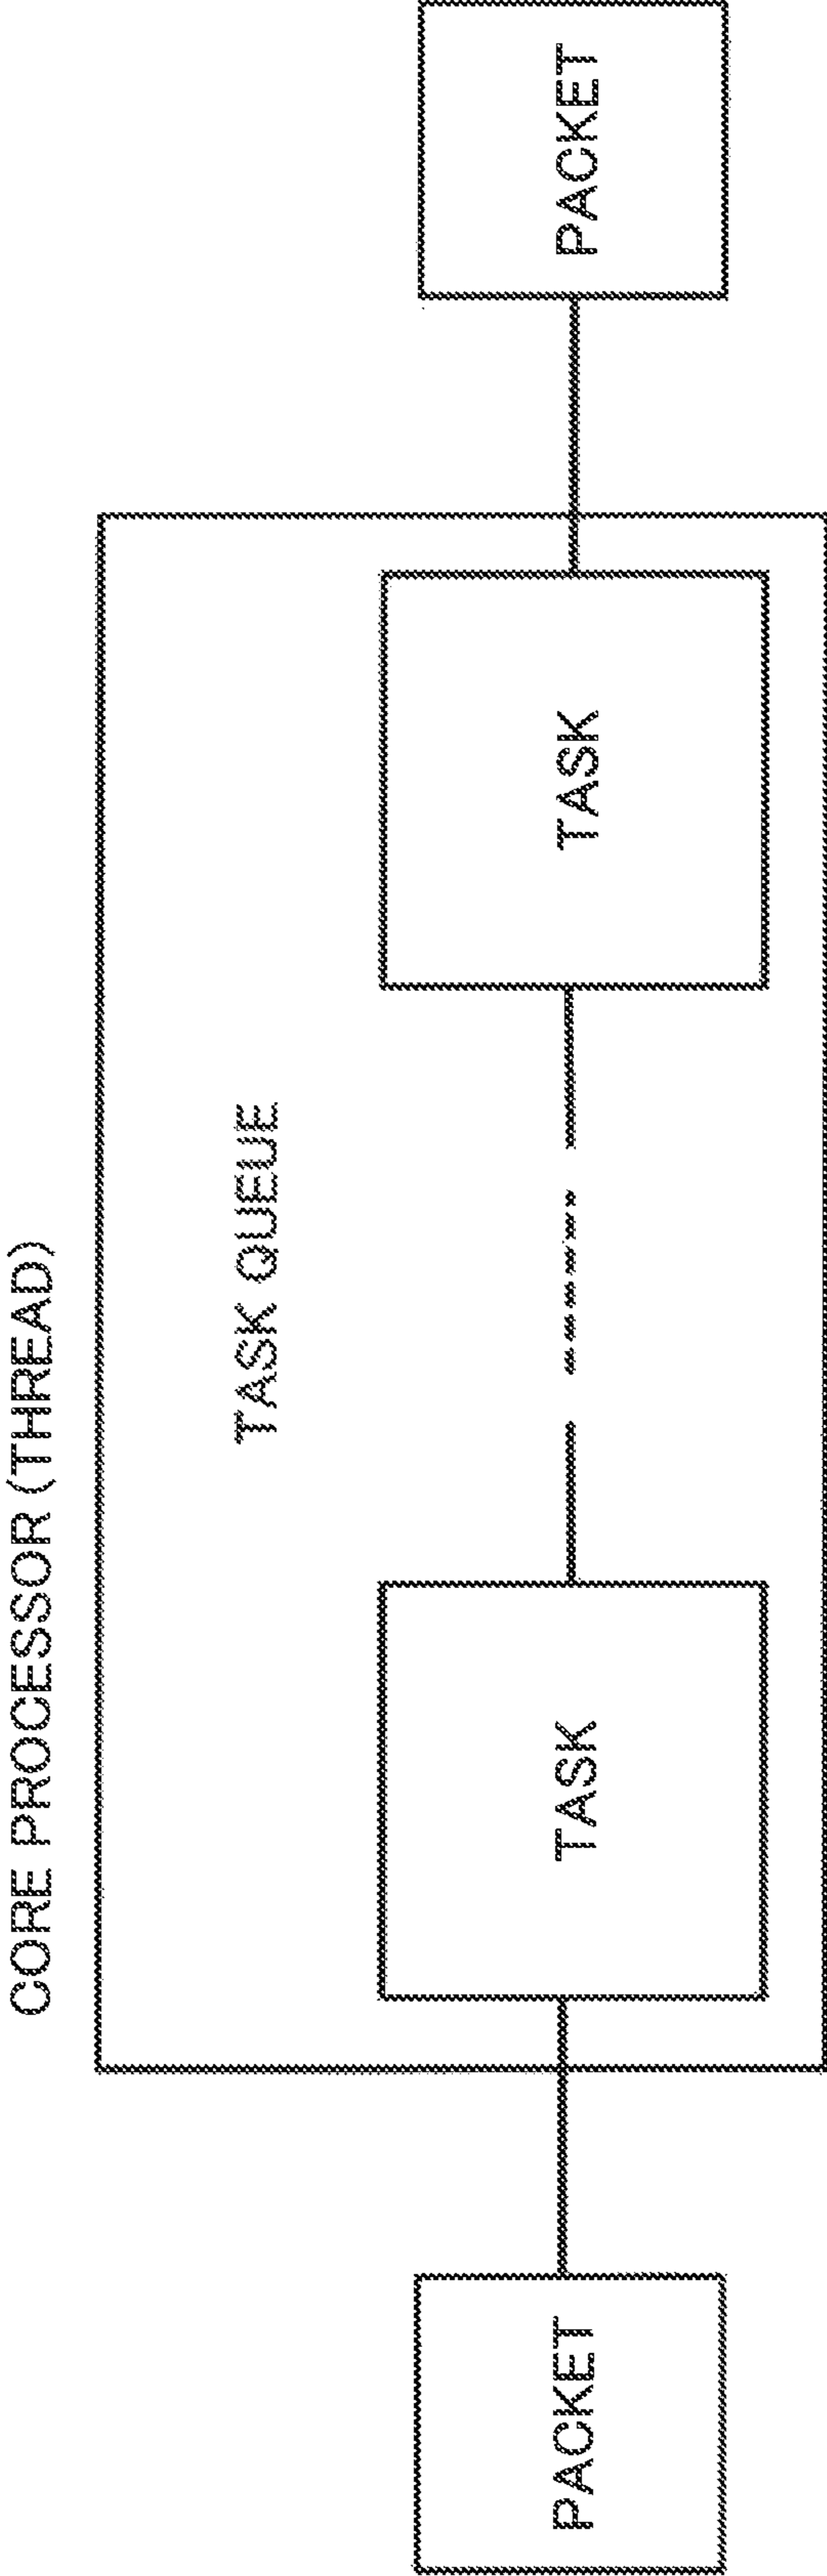 CORE PROCESSOR (THREAD)
TASK QUEUE
PACKET
TASK
TASK
PACKET